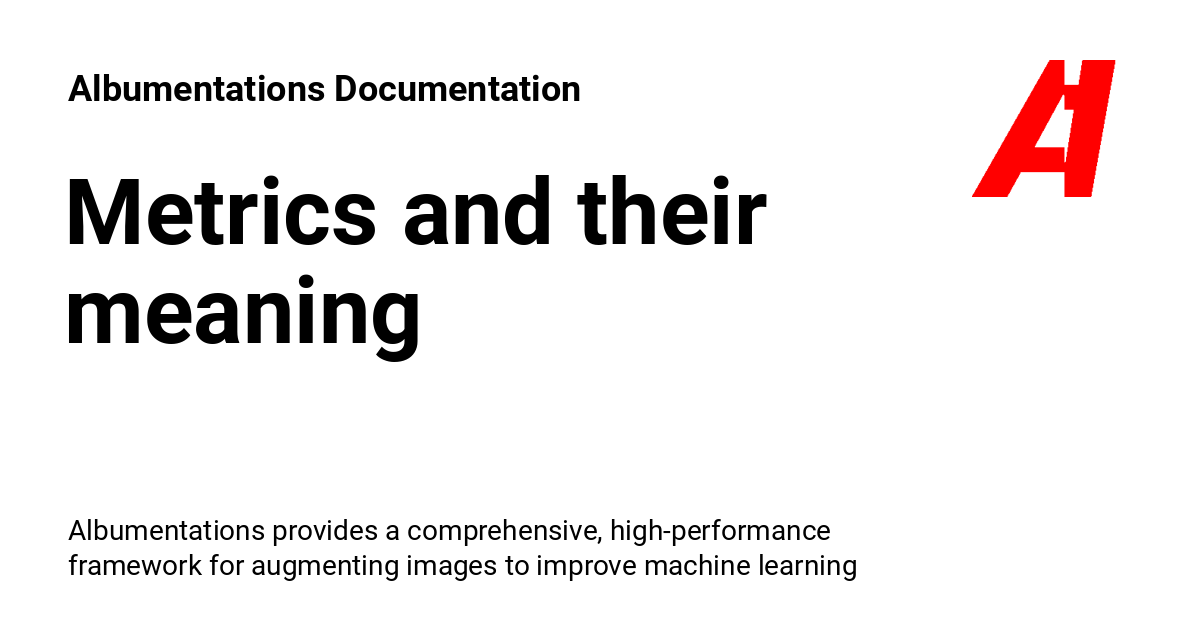 Albumentations Documentation
Metrics and their
meaning
Albumentations provides a comprehensive, high-performance
framework for augmenting images to improve machine learning